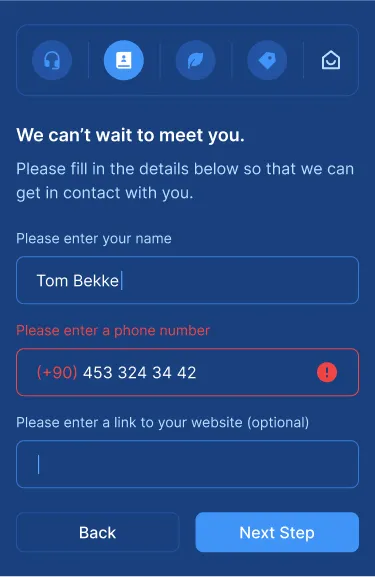 We can’t wait to meet you.
Please fill in the details below so that we can
get in contact with you.
Please enter your name
Tom Bekke
Please enter a phone number
(+90) 453 324 34 42
Please enter a link to your website (optional)
Back
Next Step